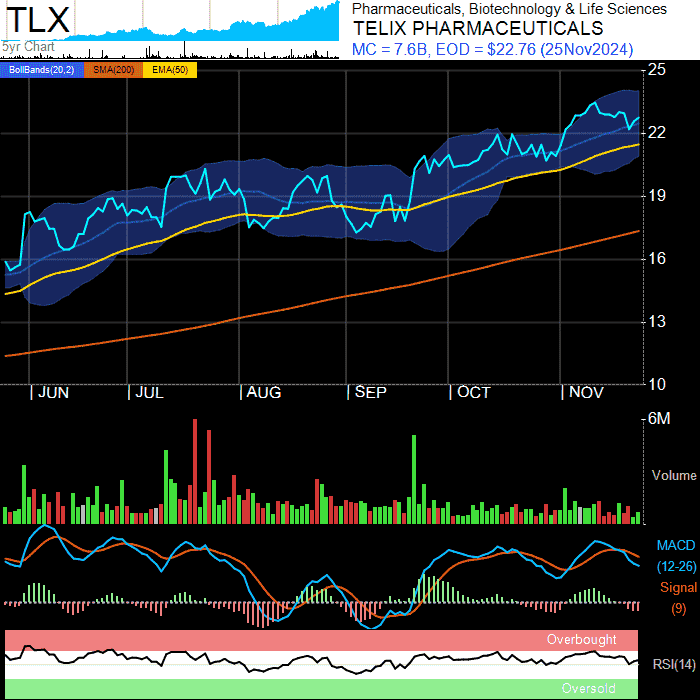 TLX
5yr Chart
Pharmaceuticals, Biotechnology & Life Sciences
TELIX PHARMACEUTICALS
MC = 7.6B, EOD = $22.76 (25Nov2024)
BollBands(20,2) SMA(200) EMA(50)
25
22
19
16
13
10
| JUN | JUL | AUG | SEP | OCT | NOV
6M
Volume
MACD
(12-26)
Signal
(9)
Overbought
RSI(14)
Oversold